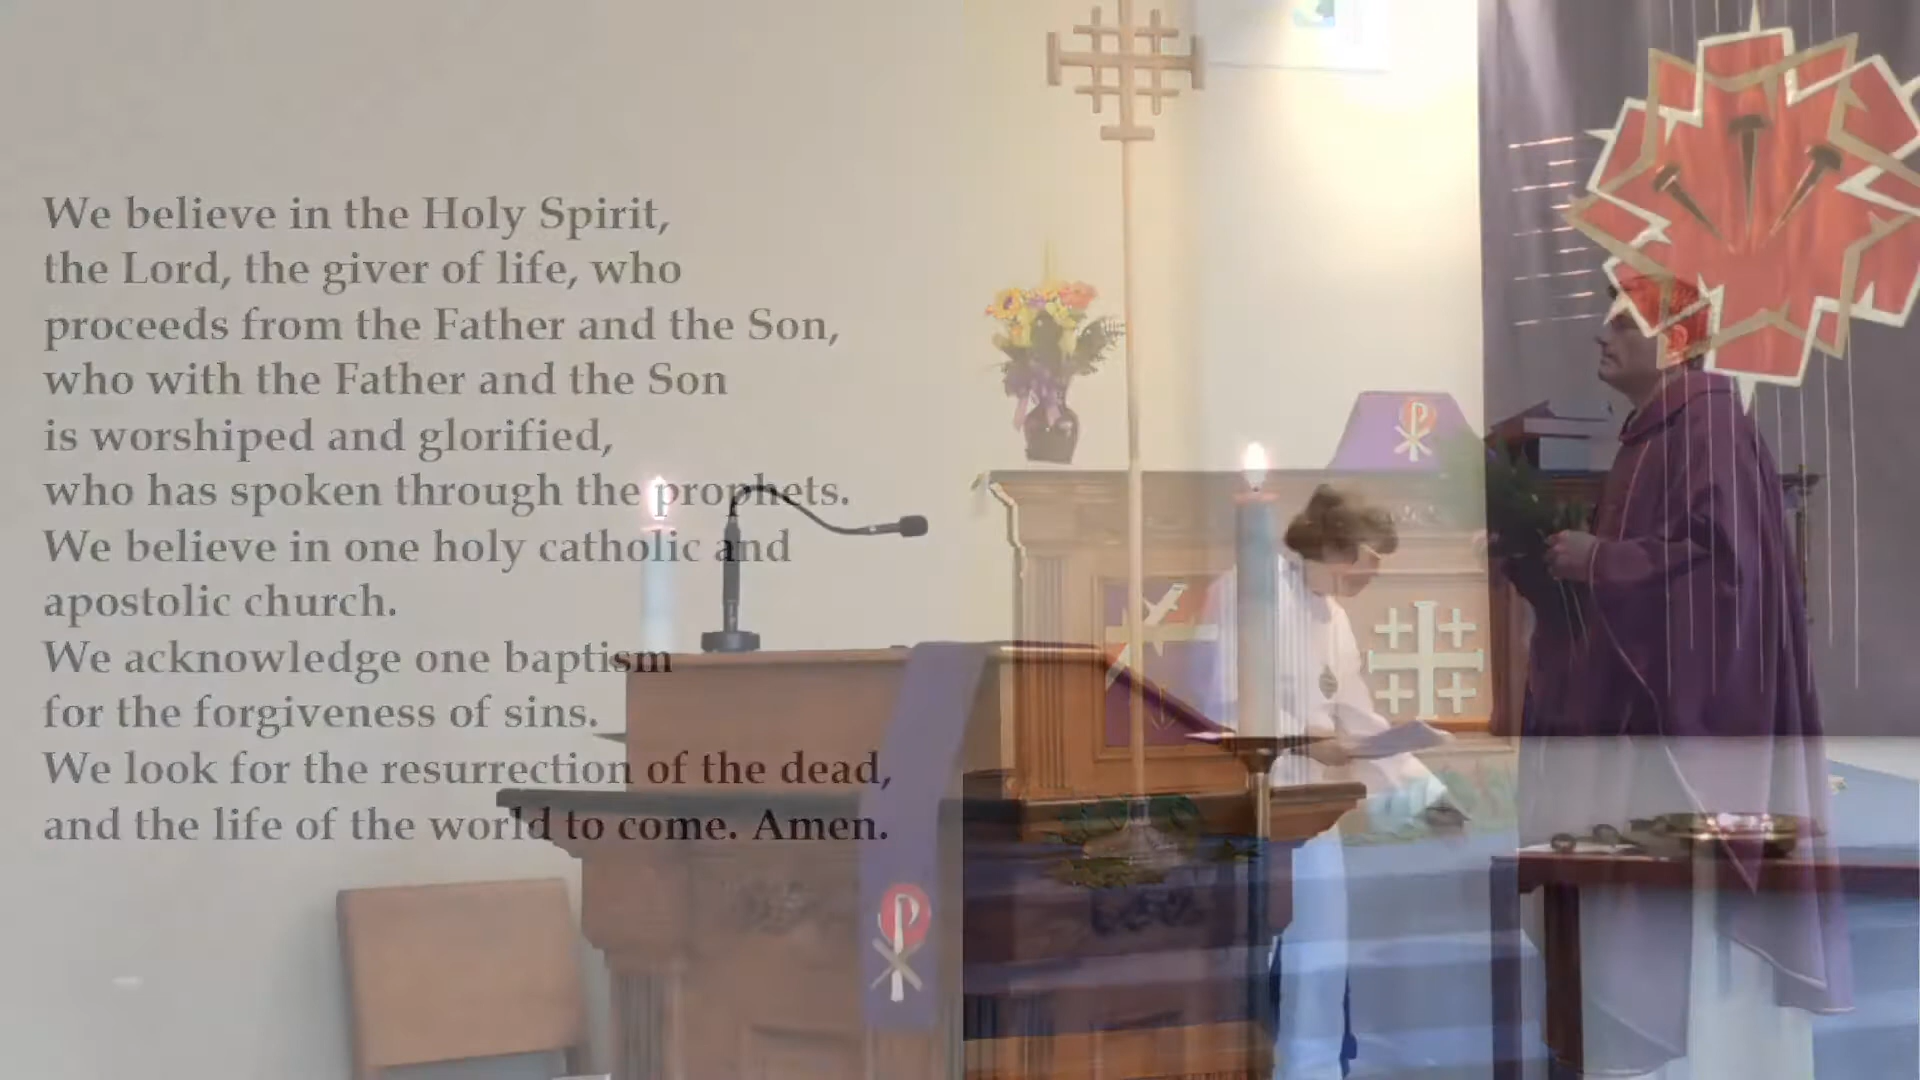 We believe in the Holy Spirit,
the Lord, the giver of life, who
proceeds from the Father and the Son,
who with the Father and the Son
is worshiped and glorified,
who has spoken through the prophets.
We believe in one holy catholic and
apostolic church.
We acknowledge one baptism
for the forgiveness of sins.
We look for the resurrection of the dead,
and the life of the world to come. Amen.